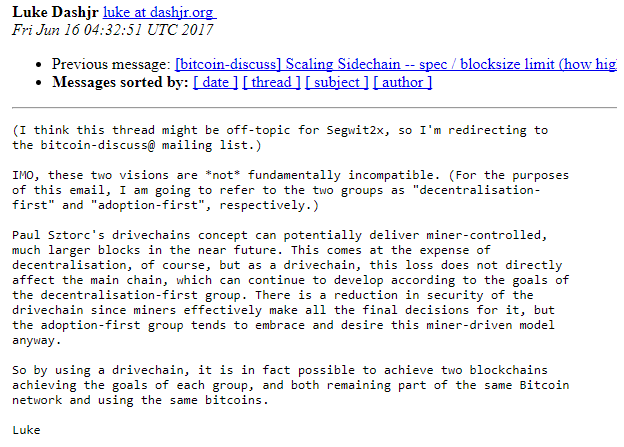 Luke Dashjr luke at dashjr.org
Fri Jun 16 04:32:51 UTC 2017
• Previous message: [bitcoin-discuss] Scaling Sidechain -- spec / blocksize limit (how
• Messages sorted by: [ date ] [ thread ] [ subject ] [ author ]
(I think this thread might be off-topic for Segwit2x, so I'm redirecting to
the bitcoin-discuss@ mailing list.)
IMO, these two visions are *not* fundamentally incompatible. (For the purposes
of this email, I am going to refer to the two groups as "decentralisation-
first" and "adoption-first", respectively.)
Paul Sztorc's drivechains concept can potentially deliver miner-controlled,
much larger blocks in the near future. This comes at the expense of
decentralisation, of course, but as a drivechain, this loss does not directly
affect the main chain, which can continue to develop according to the goals of
the decentralisation-first group. There is a reduction in security of the
drivechain since miners effectively make all the final decisions for it, but
the adoption-first group tends to embrace and desire this miner-driven model
anyway.
So by using a drivechain, it is in fact possible to achieve two blockchains
achieving the goals of each group, and both remaining part of the same Bitcoin
network and using the same bitcoins.
Luke